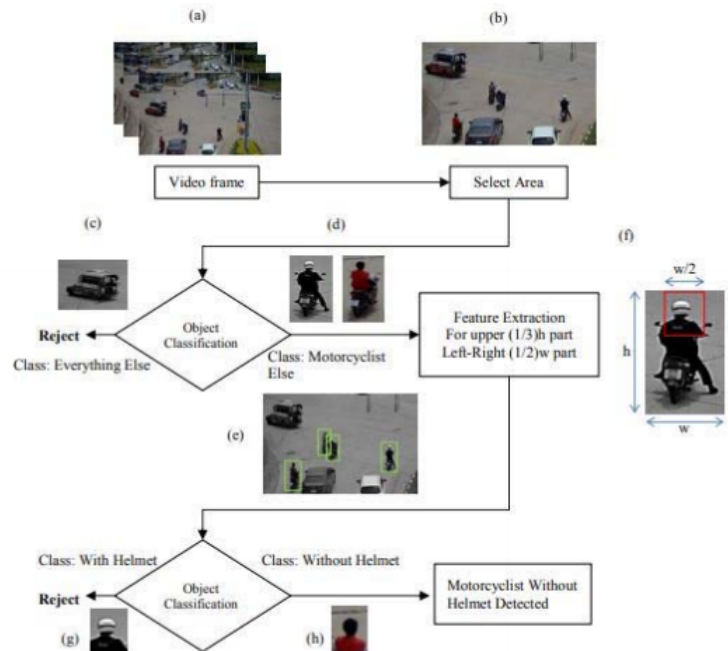 (a)
(b)
Video frame
Select Area
(c)
(d)
(f)
w/2
h
w
Object
Classification
Reject
Class: Everything Else
Class: Motorcyclist
Else
Feature Extraction
For upper (1/3)h part
Left-Right (1/2)w part
(e)
Class: With Helmet
Class: Without Helmet
Object
Classification
Reject
Motorcyclist Without
Helmet Detected
(g)
(h)